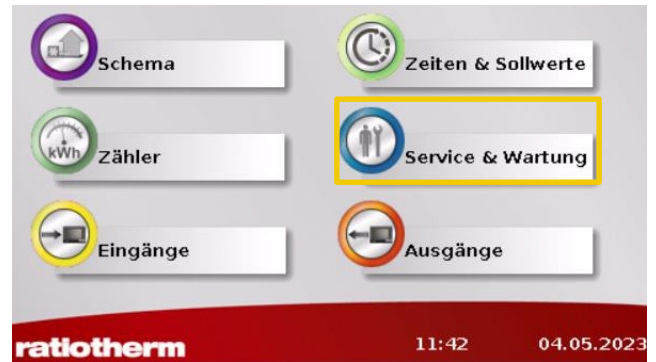 Schema
Zeiten & Sollwerte
kWh
Zähler
Service & Wartung
Eingänge
Ausgänge
ratiotherm
11:42
04.05.2023